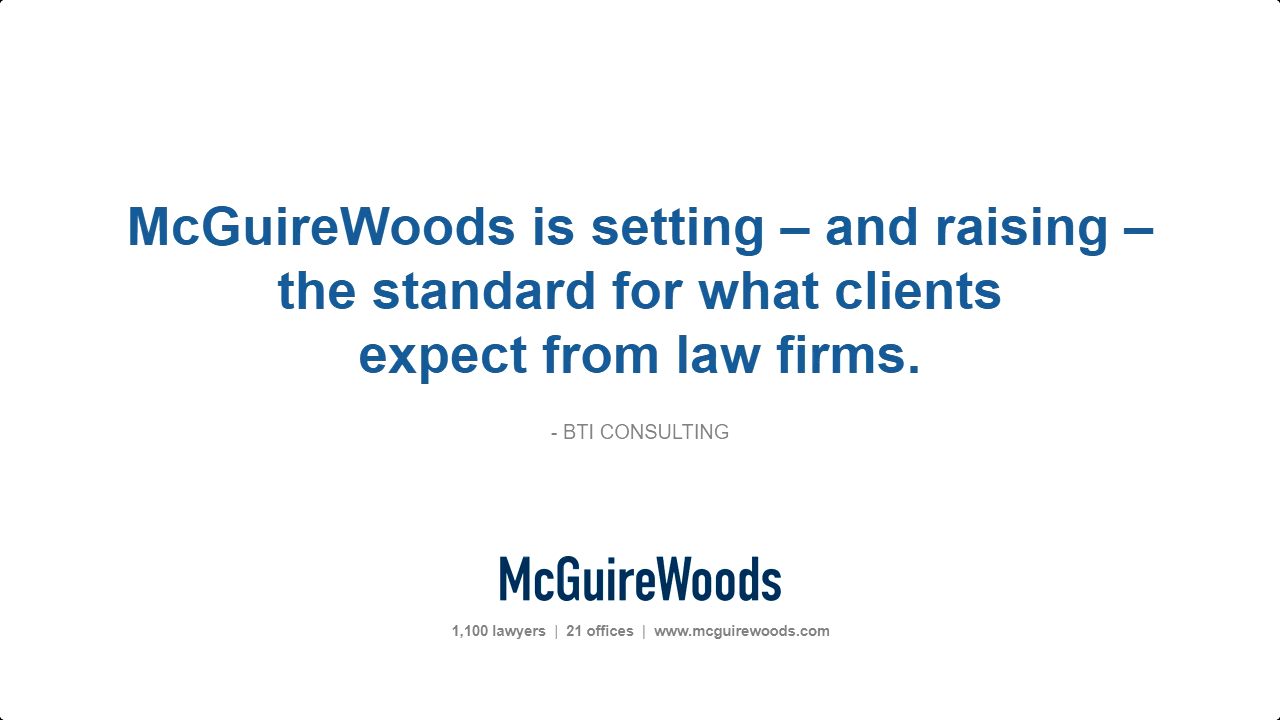 McGuireWoods is setting – and raising –
the standard for what clients
expect from law firms.
- BTI CONSULTING
McGuireWoods
1,100 lawyers | 21 offices | www.mcguirewoods.com